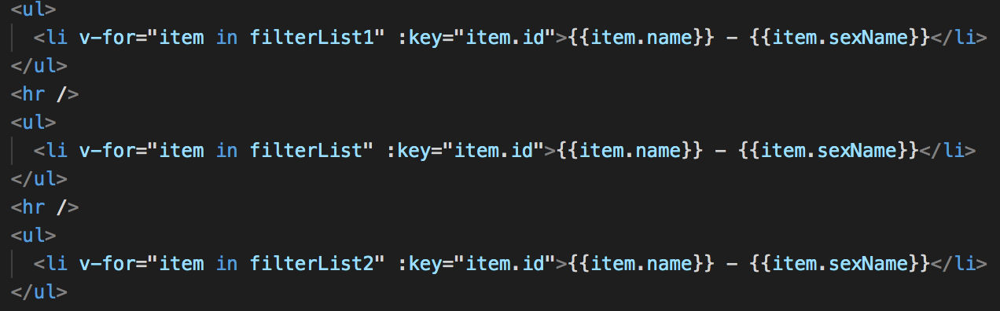 <ul>
<li v-for="item in filterList1" :key="item.id">{{item.name}} - {{item.sexName}}</li>
</ul>
<hr />
<ul>
<li v-for="item in filterList" :key="item.id">{{item.name}} - {{item.sexName}}</li>
</ul>
<hr />
<ul>
<li v-for="item in filterList2" :key="item.id">{{item.name}} - {{item.sexName}}</li>
</ul>